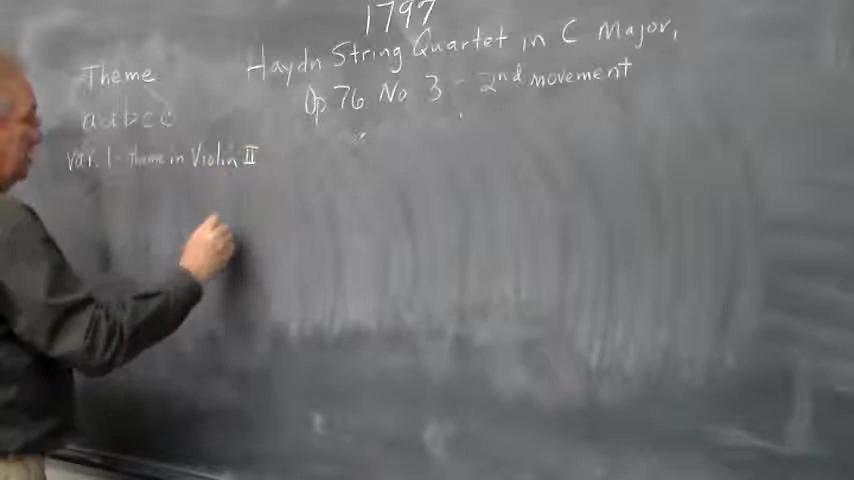 1797
Haydn String Quartet in C Major,
Op 76 No 3 - 2nd movement
Theme
aabcc
Var. 1 - Theme in Violin II